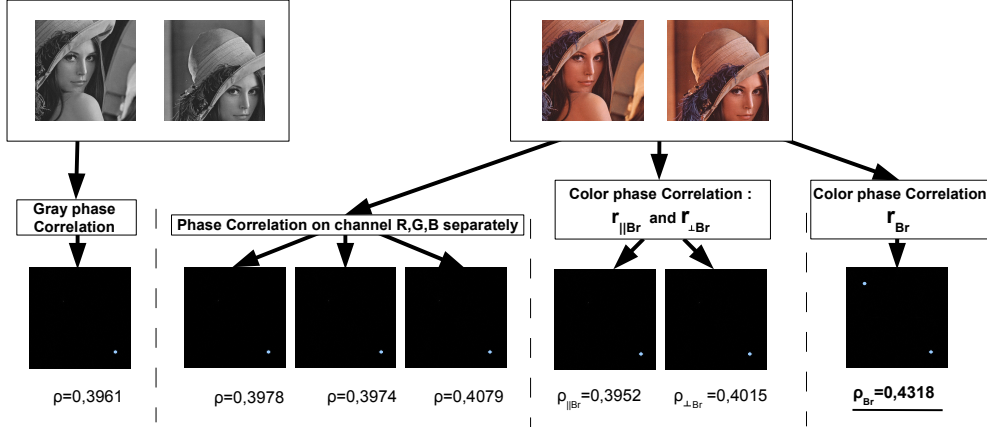 Gray phase
Correlation
Phase Correlation on channel R,G,B separately
Color phase Correlation :
r||Br and r⊥Br
Color phase Correlation
rBr
ρ=0,3961
ρ=0,3978
ρ=0,3974
ρ=0,4079
ρ||Br=0,3952
ρ⊥Br =0,4015
ρBr=0,4318